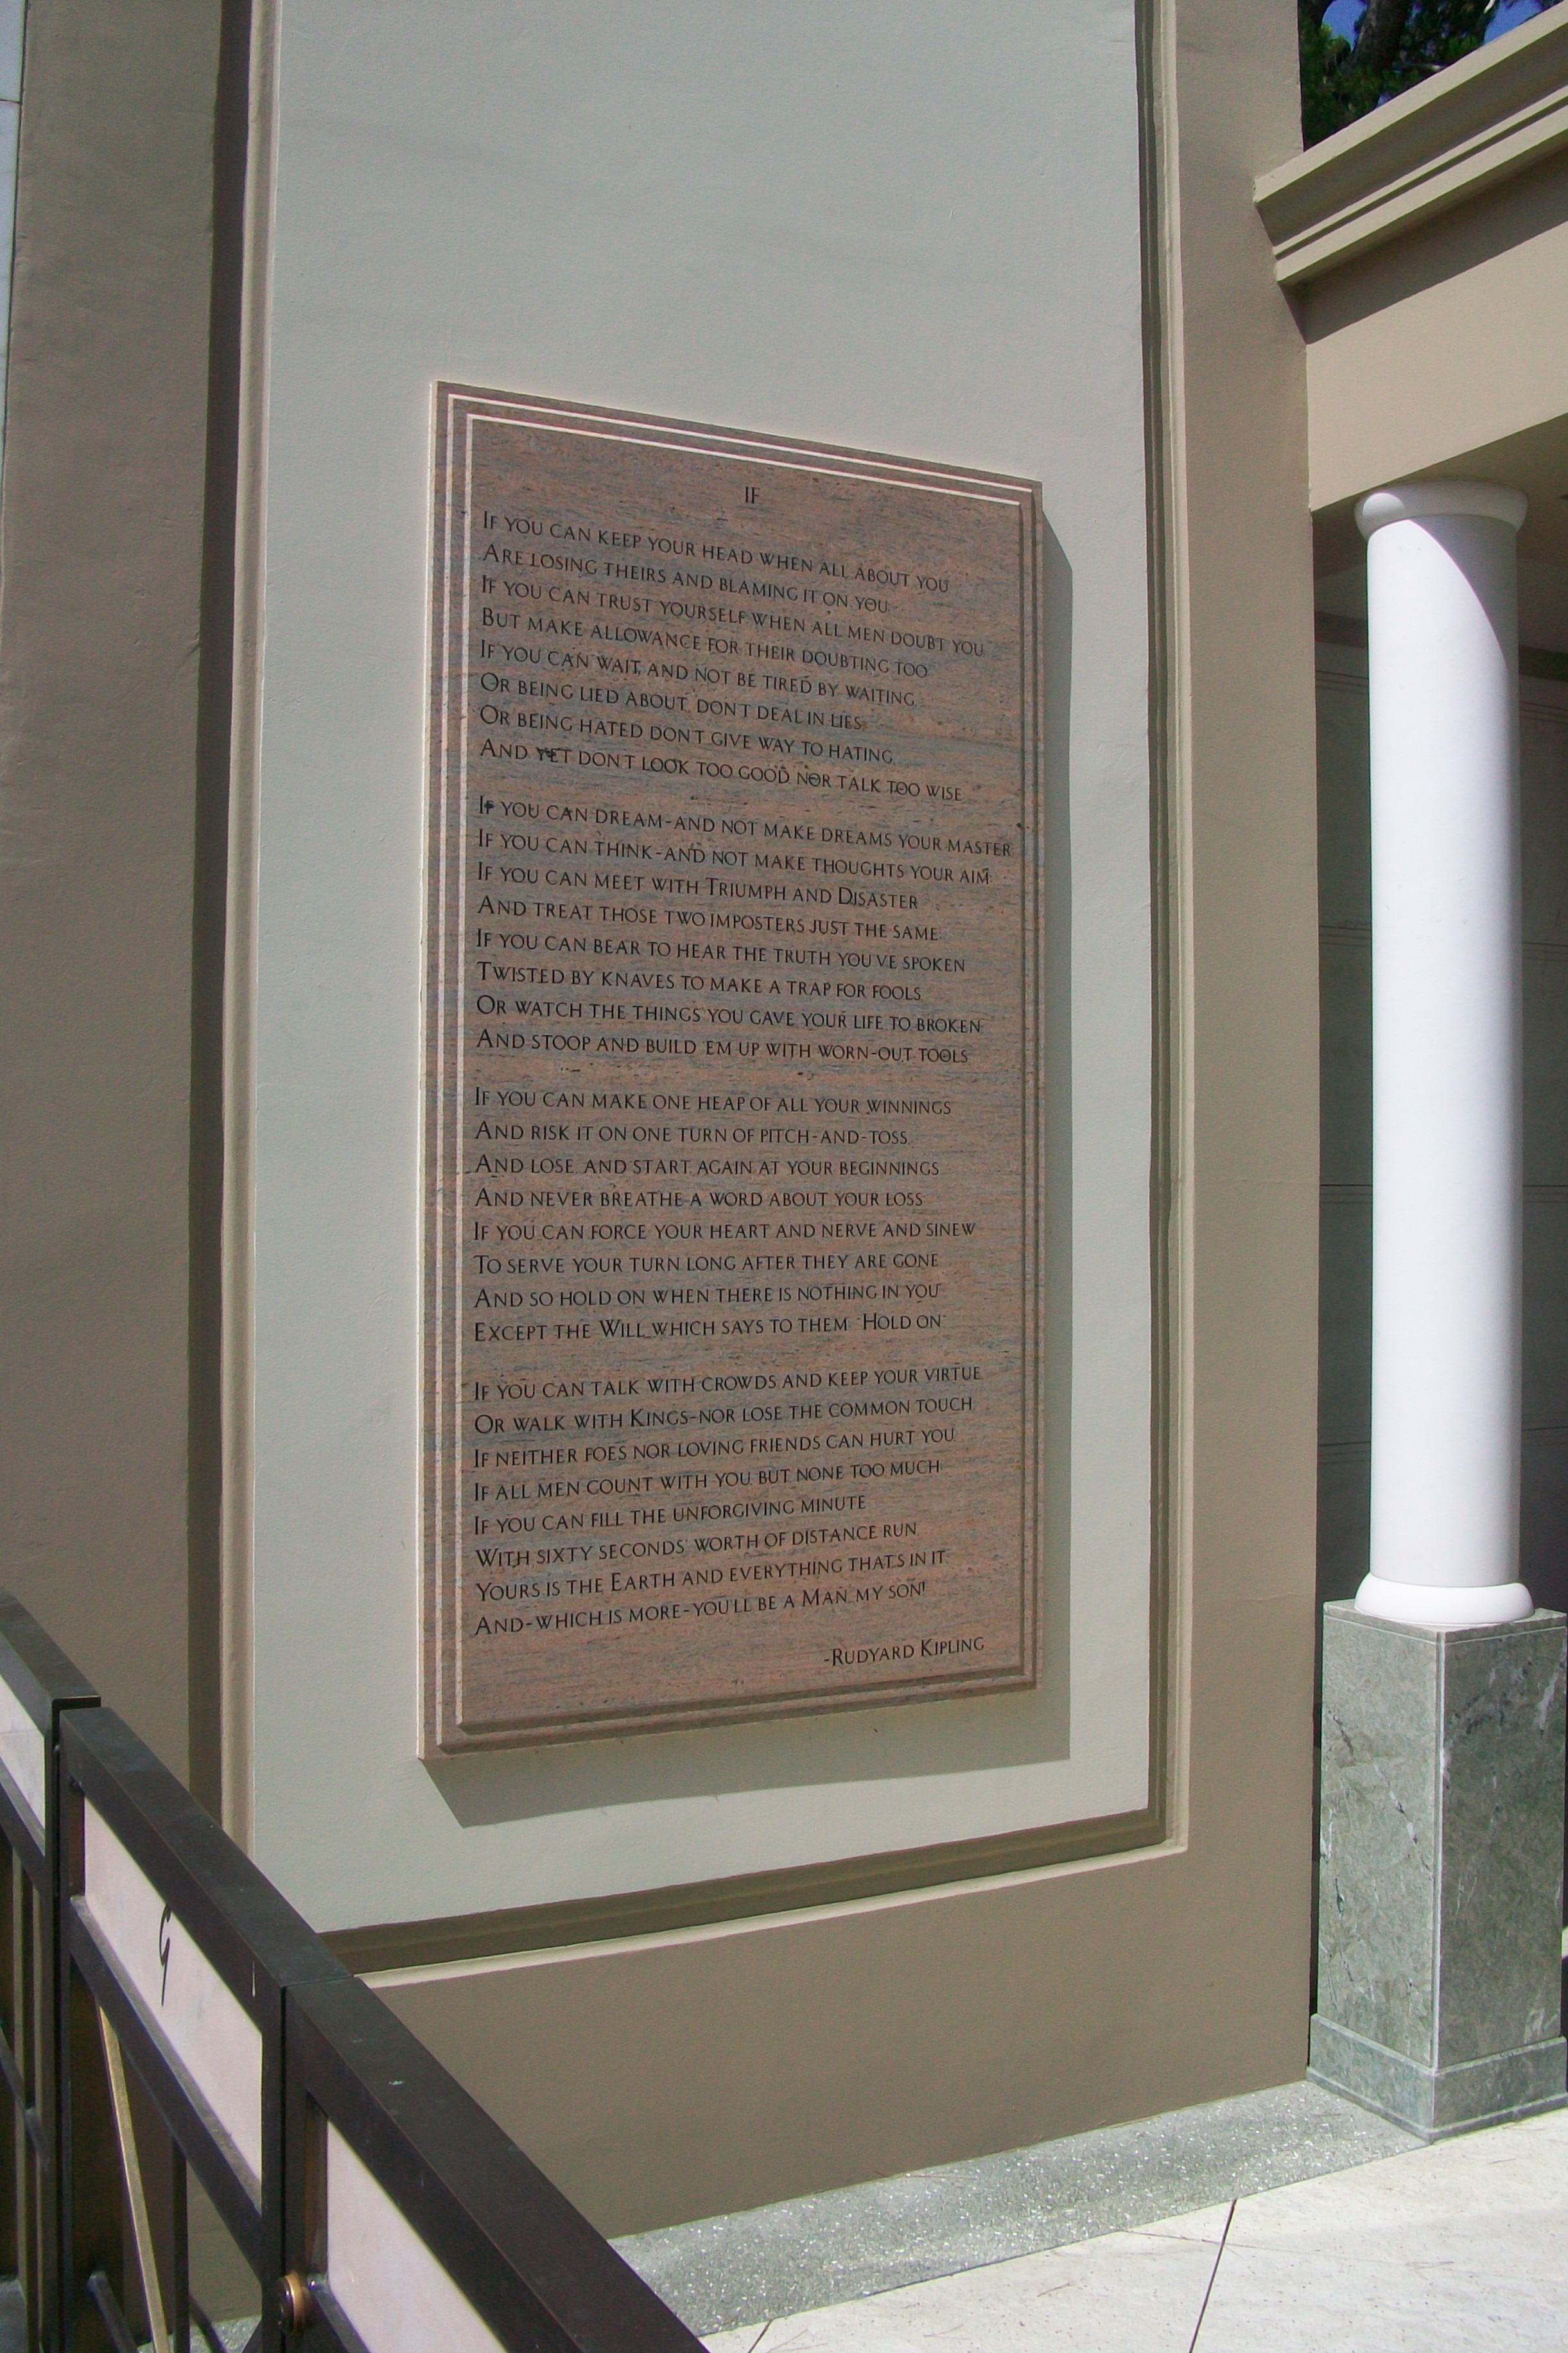 IF
IF YOU CAN KEEP YOUR HEAD WHEN ALL ABOUT YOU
ARE LOSING THEIRS AND BLAMING IT ON YOU
IF YOU CAN TRUST YOURSELF WHEN ALL MEN DOUBT YOU
BUT MAKE ALLOWANCE FOR THEIR DOUBTING TOO
IF YOU CAN WAIT, AND NOT BE TIRED BY WAITING,
OR BEING LIED ABOUT, DON'T DEAL IN LIES
OR BEING HATED DON'T GIVE WAY TO HATING,
AND YET DON'T LOOK TOO GOOD, NOR TALK TOO WISE
IF YOU CAN DREAM-AND NOT MAKE DREAMS YOUR MASTER
IF YOU CAN THINK-AND NOT MAKE THOUGHTS YOUR AIM:
IF YOU CAN MEET WITH TRIUMPH AND DISASTER
AND TREAT THOSE TWO IMPOSTERS JUST THE SAME:
IF YOU CAN BEAR TO HEAR THE TRUTH YOU'VE SPOKEN
TWISTED BY KNAVES TO MAKE A TRAP FOR FOOLS,
OR WATCH THE THINGS YOU GAVE YOUR LIFE TO BROKEN
AND STOOP AND BUILD 'EM UP WITH WORN-OUT TOOLS.
IF YOU CAN MAKE ONE HEAP OF ALL YOUR WINNINGS
AND RISK IT ON ONE TURN OF PITCH-AND-TOSS,
AND LOSE, AND START AGAIN AT YOUR BEGINNINGS
AND NEVER BREATHE A WORD ABOUT YOUR LOSS
IF YOU CAN FORCE YOUR HEART AND NERVE AND SINEW
TO SERVE YOUR TURN LONG AFTER THEY ARE GONE
AND SO HOLD ON WHEN THERE IS NOTHING IN YOU
EXCEPT THE WILL WHICH SAYS TO THEM "HOLD ON"
IF YOU CAN TALK WITH CROWDS AND KEEP YOUR VIRTUE
OR WALK WITH KINGS-NOR LOSE THE COMMON TOUCH
IF NEITHER FOES NOR LOVING FRIENDS CAN HURT YOU
IF ALL MEN COUNT WITH YOU, BUT NONE TOO MUCH
IF YOU CAN FILL THE UNFORGIVING MINUTE
WITH SIXTY SECONDS' WORTH OF DISTANCE RUN
YOURS IS THE EARTH AND EVERYTHING THAT'S IN IT.
AND-WHICH IS MORE-YOU'LL BE A MAN, MY SON!
-RUDYARD KIPLING